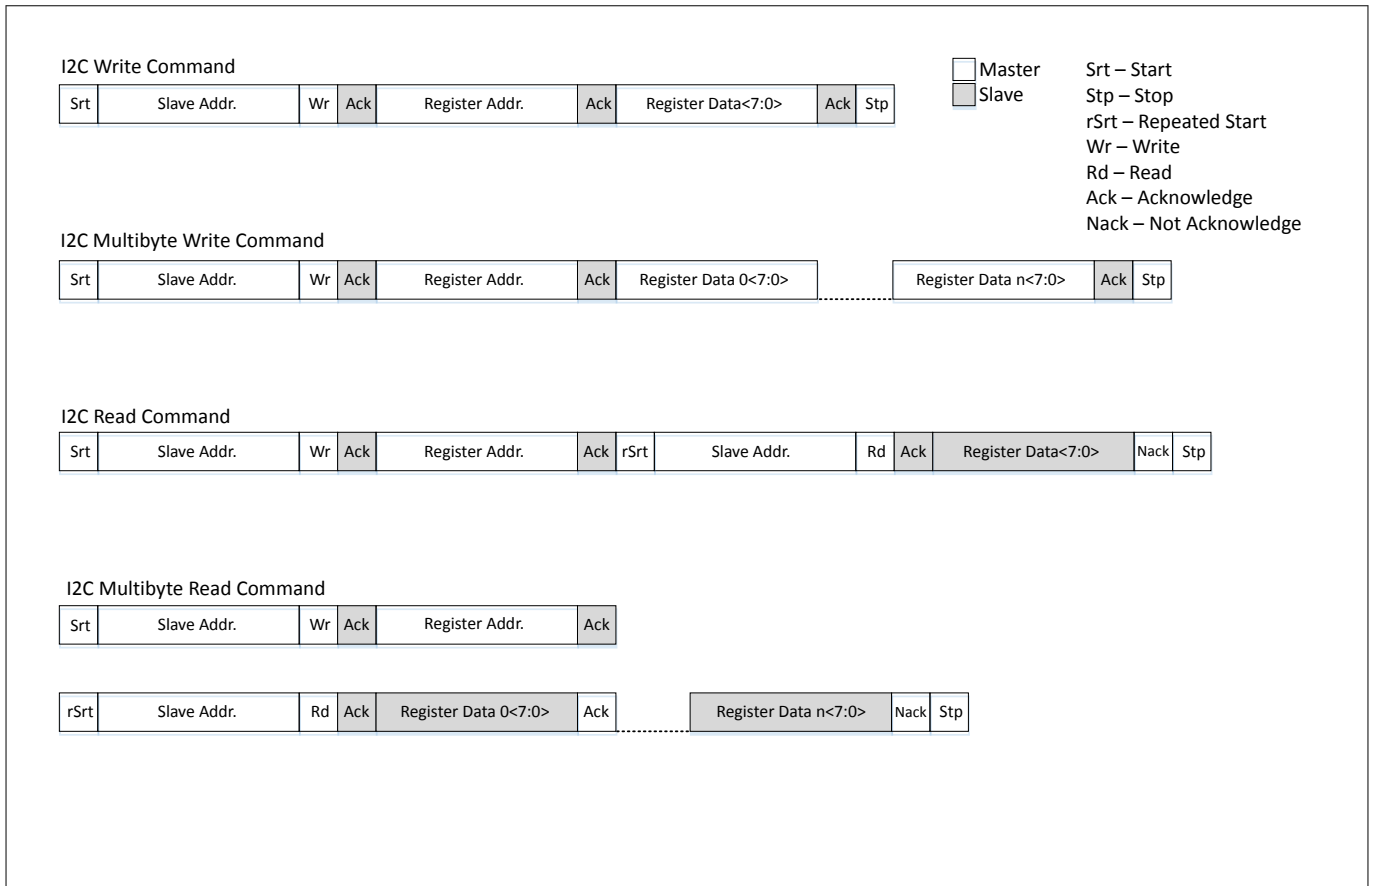 I2C Write Command
Srt Slave Addr. Wr Ack Register Addr. Ack Register Data<7:0> Ack Stp
Master
Slave
Srt – Start
Stp – Stop
rSrt – Repeated Start
Wr – Write
Rd – Read
Ack – Acknowledge
Nack – Not Acknowledge
I2C Multibyte Write Command
Srt Slave Addr. Wr Ack Register Addr. Ack Register Data 0<7:0> Register Data n<7:0> Ack Stp
I2C Read Command
Srt Slave Addr. Wr Ack Register Addr. Ack rSrt Slave Addr. Rd Ack Register Data<7:0> Nack Stp
I2C Multibyte Read Command
Srt Slave Addr. Wr Ack Register Addr. Ack
rSrt Slave Addr. Rd Ack Register Data 0<7:0> Ack Register Data n<7:0> Nack Stp